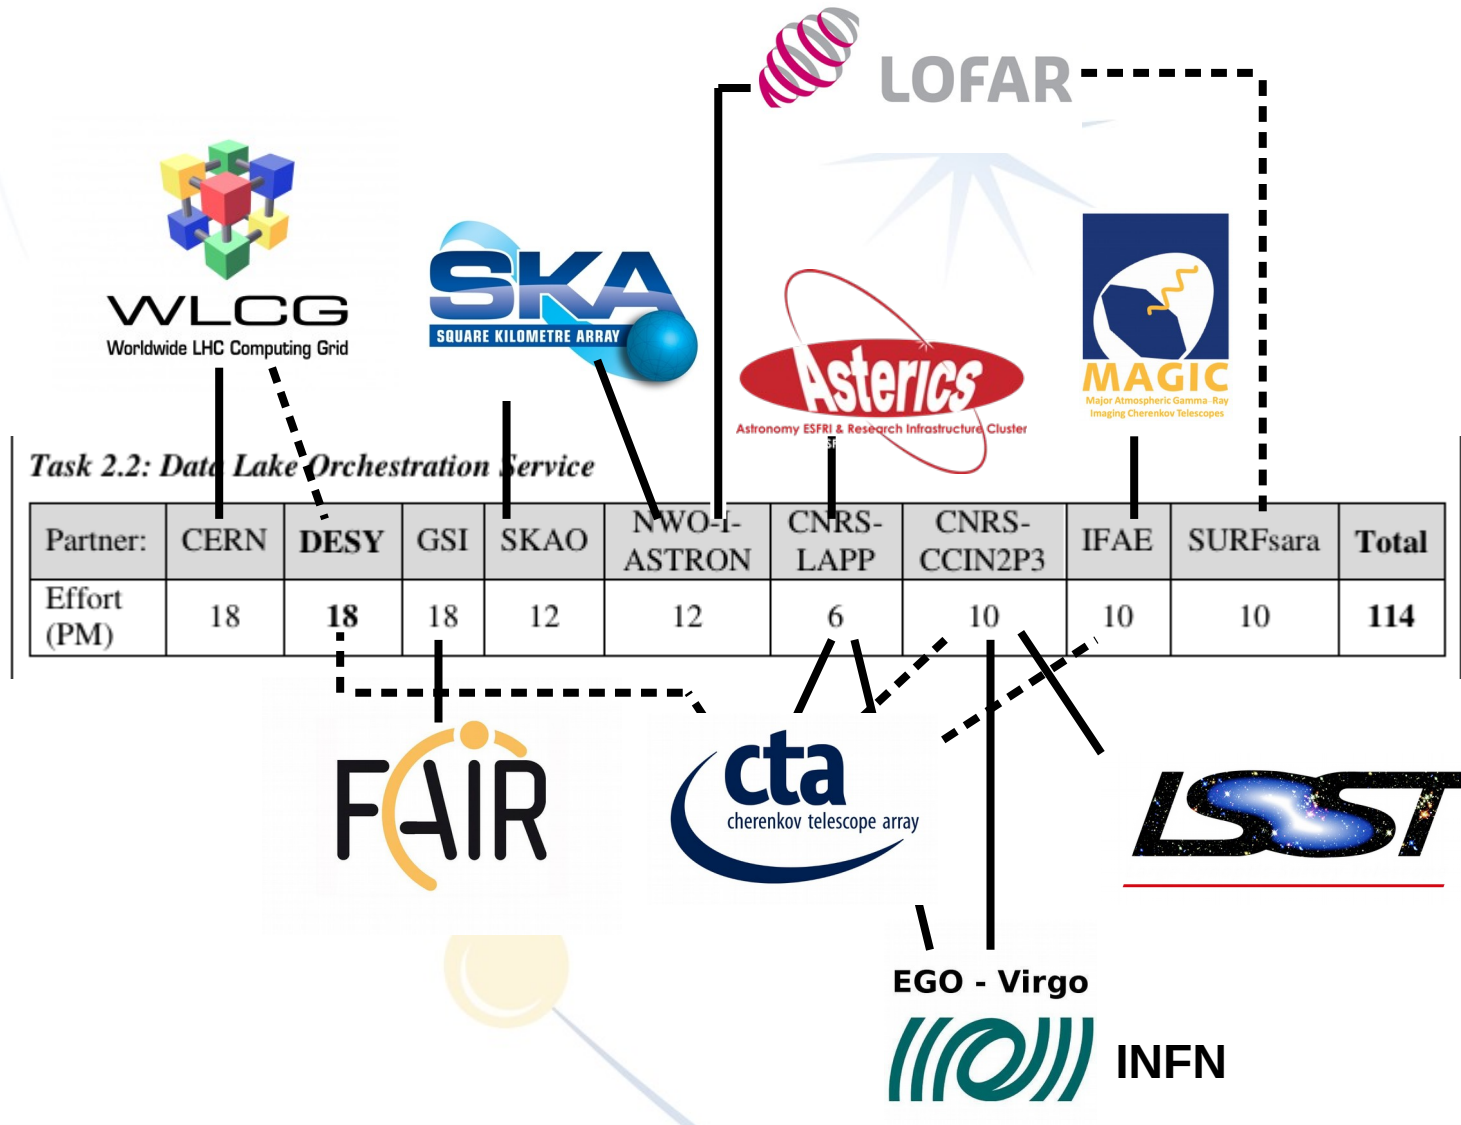 LOFAR
WLCG
Worldwide LHC Computing Grid
SKA
SQUARE KILOMETRE ARRAY
Asterics
Astronomy ESFRI & Research Infrastructure Cluster
MAGIC
Major Atmospheric Gamma-Ray
Imaging Cherenkov Telescopes
Task 2.2: Data Lake Orchestration Service
Partner: CERN DESY GSI SKAO NWO-I-ASTRON CNRS-LAPP CNRS-CCIN2P3 IFAE SURFsara Total
Effort (PM) 18 18 18 12 12 6 10 10 10 114
FAIR
cta
cherenkov telescope array
LSST
EGO - Virgo
INFN